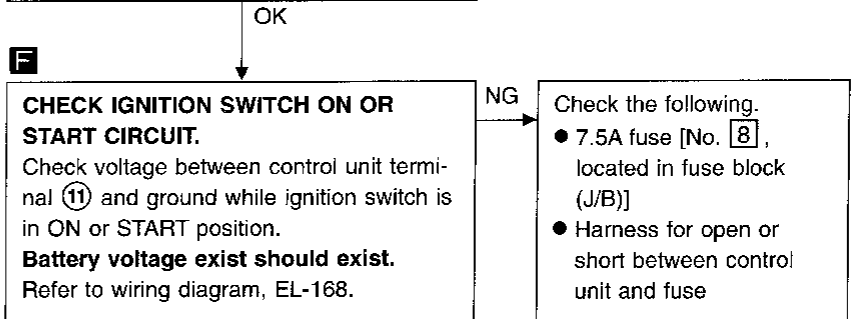 OK
F
CHECK IGNITION SWITCH ON OR
START CIRCUIT.
Check voltage between control unit termi-
nal ⑪ and ground while ignition switch is
in ON or START position.
Battery voltage exist should exist.
Refer to wiring diagram, EL-168.
NG
Check the following.
● 7.5A fuse [No. 8 ,
located in fuse block
(J/B)]
● Harness for open or
short between control
unit and fuse